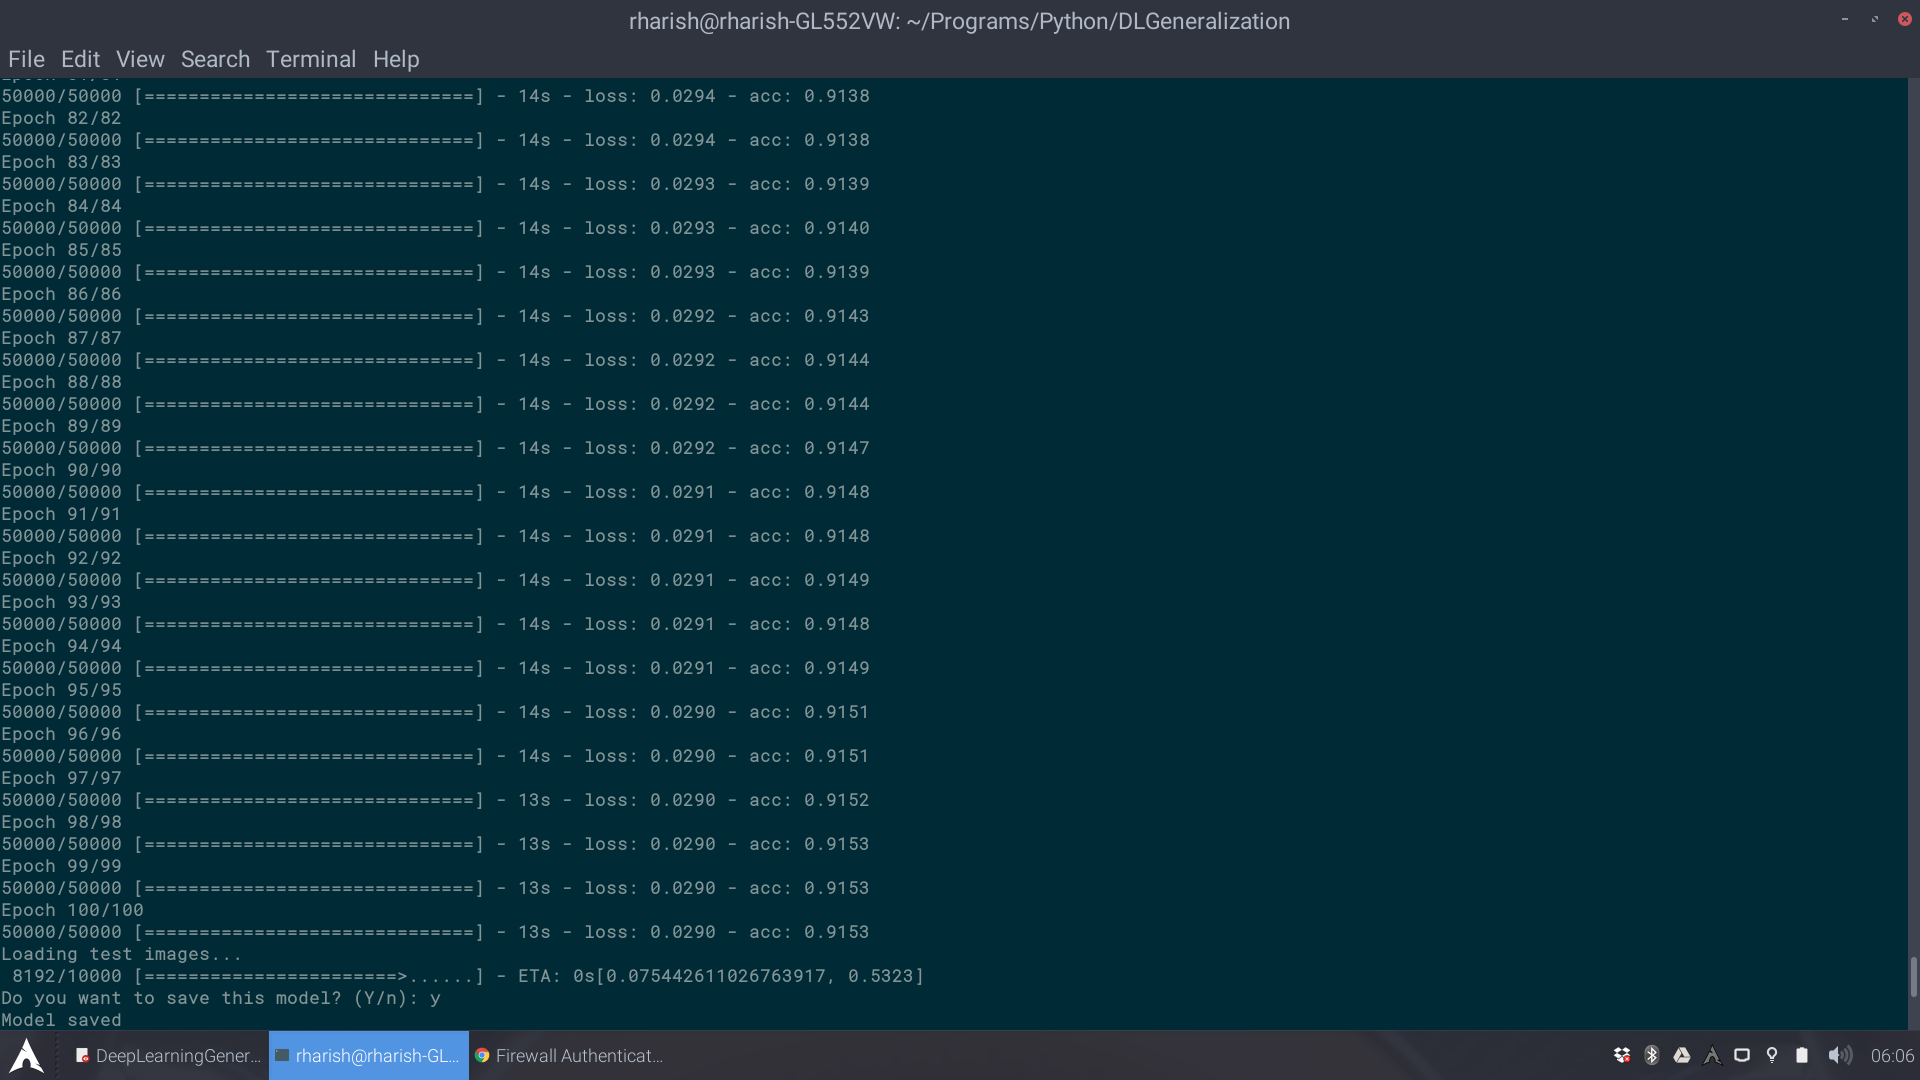 rharish@rharish-GL552VW: ~/Programs/Python/DLGeneralization
File Edit View Search Terminal Help
50000/50000 [==============================] - 14s - loss: 0.0294 - acc: 0.9138
Epoch 82/82
50000/50000 [==============================] - 14s - loss: 0.0294 - acc: 0.9138
Epoch 83/83
50000/50000 [==============================] - 14s - loss: 0.0293 - acc: 0.9139
Epoch 84/84
50000/50000 [==============================] - 14s - loss: 0.0293 - acc: 0.9140
Epoch 85/85
50000/50000 [==============================] - 14s - loss: 0.0293 - acc: 0.9139
Epoch 86/86
50000/50000 [==============================] - 14s - loss: 0.0292 - acc: 0.9143
Epoch 87/87
50000/50000 [==============================] - 14s - loss: 0.0292 - acc: 0.9144
Epoch 88/88
50000/50000 [==============================] - 14s - loss: 0.0292 - acc: 0.9144
Epoch 89/89
50000/50000 [==============================] - 14s - loss: 0.0292 - acc: 0.9147
Epoch 90/90
50000/50000 [==============================] - 14s - loss: 0.0291 - acc: 0.9148
Epoch 91/91
50000/50000 [==============================] - 14s - loss: 0.0291 - acc: 0.9148
Epoch 92/92
50000/50000 [==============================] - 14s - loss: 0.0291 - acc: 0.9149
Epoch 93/93
50000/50000 [==============================] - 14s - loss: 0.0291 - acc: 0.9148
Epoch 94/94
50000/50000 [==============================] - 14s - loss: 0.0291 - acc: 0.9149
Epoch 95/95
50000/50000 [==============================] - 14s - loss: 0.0290 - acc: 0.9151
Epoch 96/96
50000/50000 [==============================] - 14s - loss: 0.0290 - acc: 0.9151
Epoch 97/97
50000/50000 [==============================] - 13s - loss: 0.0290 - acc: 0.9152
Epoch 98/98
50000/50000 [==============================] - 13s - loss: 0.0290 - acc: 0.9153
Epoch 99/99
50000/50000 [==============================] - 13s - loss: 0.0290 - acc: 0.9153
Epoch 100/100
50000/50000 [==============================] - 13s - loss: 0.0290 - acc: 0.9153
Loading test images...
8192/10000 [=======================>......] - ETA: 0s[0.075442611026763917, 0.5323]
Do you want to save this model? (Y/n): y
Model saved
DeepLearningGener... rharish@rharish-GL... Firewall Authenticat... 06:06